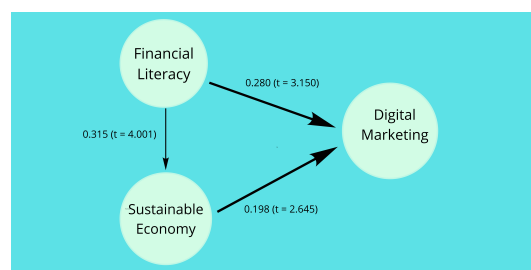 Financial
Literacy
0.280 (t = 3.150)
Digital
Marketing
0.315 (t = 4.001)
Sustainable
Economy
0.198 (t = 2.645)